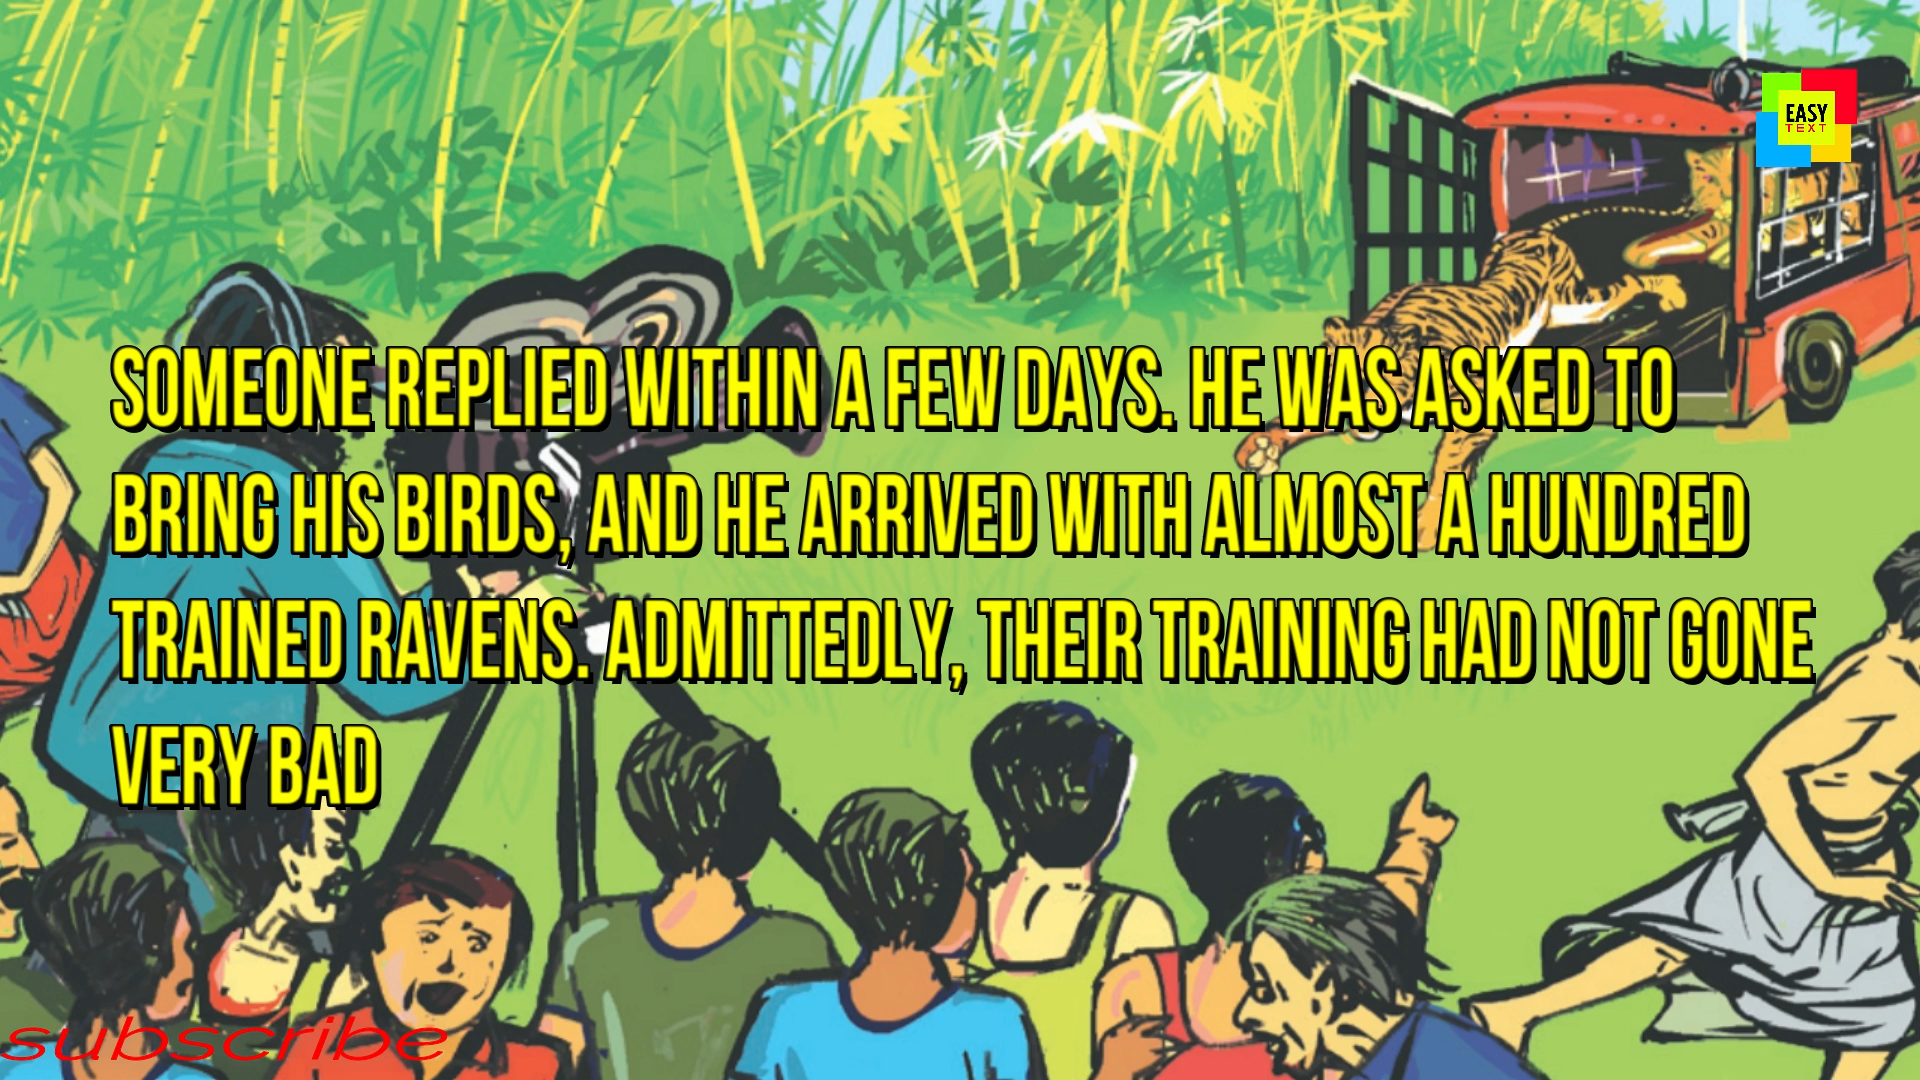 EASY
TEXT
SOMEONE REPLIED WITHIN A FEW DAYS. HE WAS ASKED TO
BRING HIS BIRDS, AND HE ARRIVED WITH ALMOST A HUNDRED
TRAINED RAVENS. ADMITTEDLY, THEIR TRAINING HAD NOT GONE
VERY BAD
subscribe